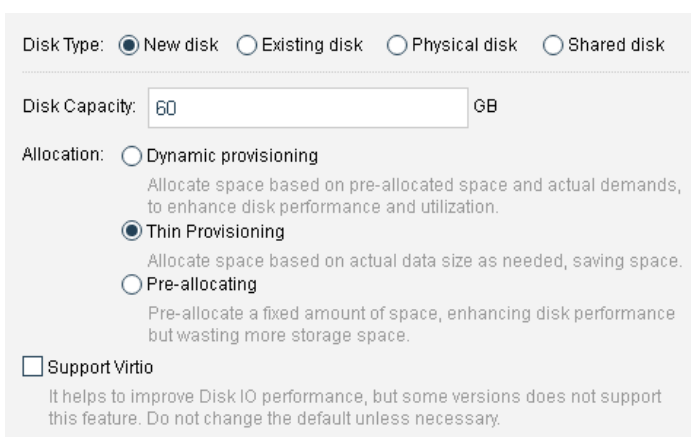 Disk Type: New disk Existing disk Physical disk Shared disk
Disk Capacity: 60 GB
Allocation: Dynamic provisioning
Allocate space based on pre-allocated space and actual demands,
to enhance disk performance and utilization.
Thin Provisioning
Allocate space based on actual data size as needed, saving space.
Pre-allocating
Pre-allocate a fixed amount of space, enhancing disk performance
but wasting more storage space.
Support Virtio
It helps to improve Disk IO performance, but some versions does not support
this feature. Do not change the default unless necessary.